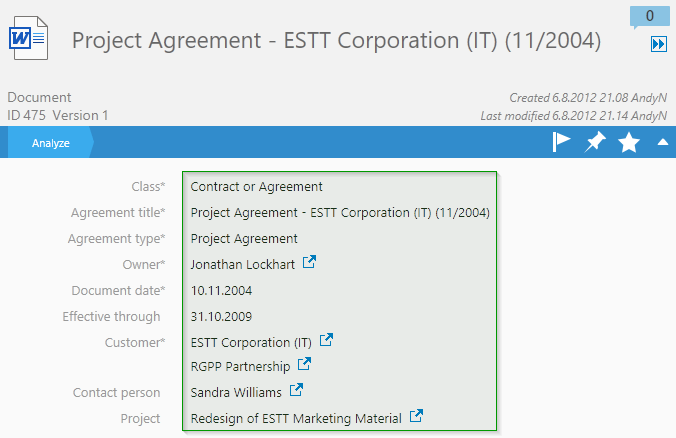 0
Project Agreement - ESTT Corporation (IT) (11/2004)
Document
Created 6.8.2012 21.08 AndyN
ID 475 Version 1
Last modified 6.8.2012 21.14 AndyN
Analyze
Class* Contract or Agreement
Agreement title* Project Agreement - ESTT Corporation (IT) (11/2004)
Agreement type* Project Agreement
Owner* Jonathan Lockhart
Document date* 10.11.2004
Effective through 31.10.2009
Customer* ESTT Corporation (IT)
RGPP Partnership
Contact person Sandra Williams
Project Redesign of ESTT Marketing Material